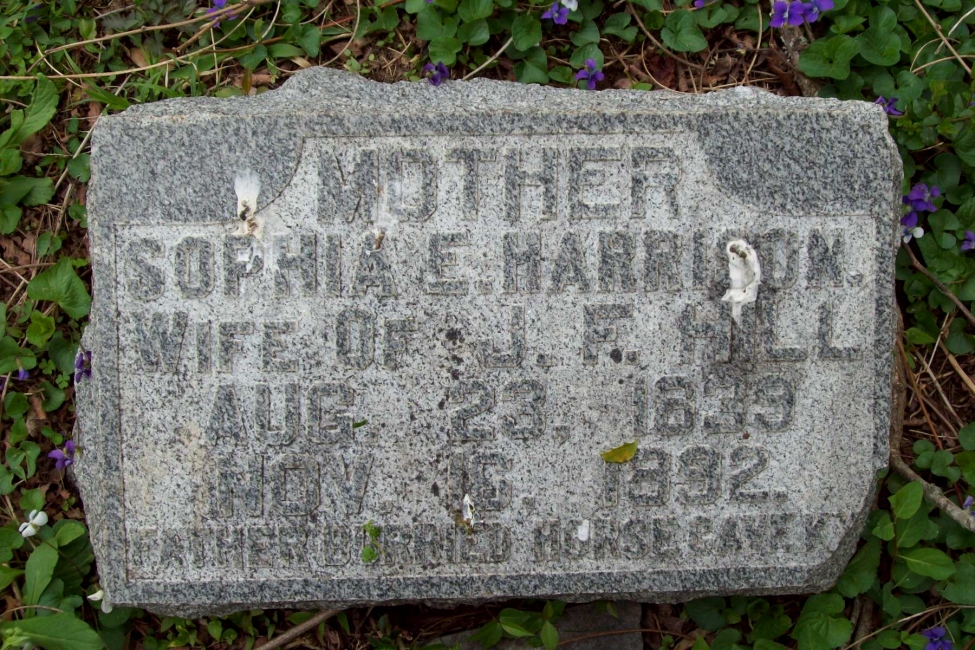 MOTHER
SOPHIA E. HARRISON,
WIFE OF J. F. HILL
AUG. 23. 1839
NOV. 16. 1892.
FATHER BURRIED HORSE CAVE KY